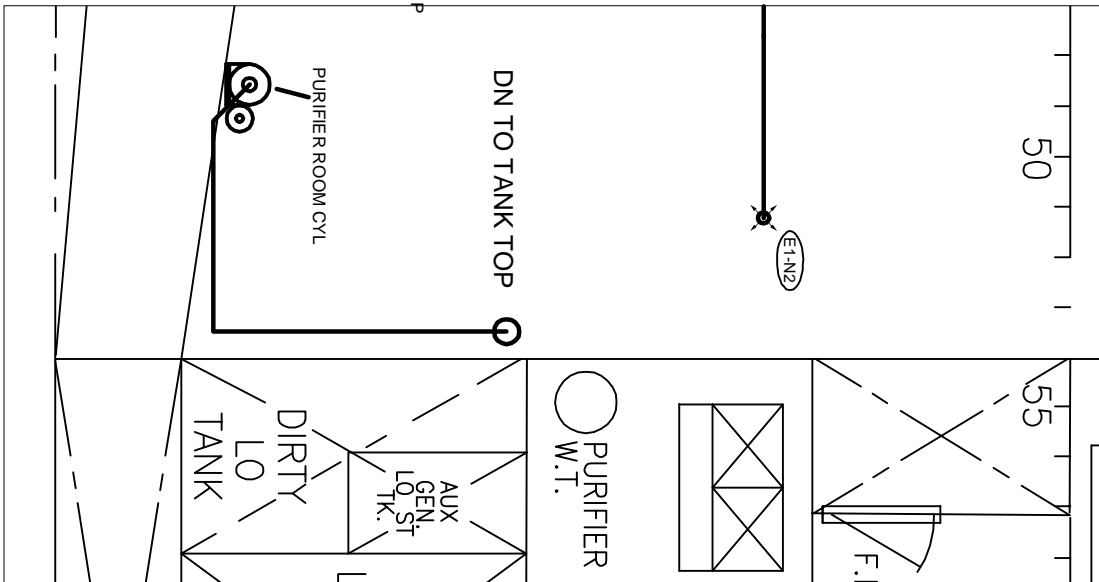 PURIFIER ROOM CYL
DN TO TANK TOP
E1-N2
50
55
DIRTY
LO
TANK
AUX
GEN.
LO ST
TK.
PURIFIER
W.T.